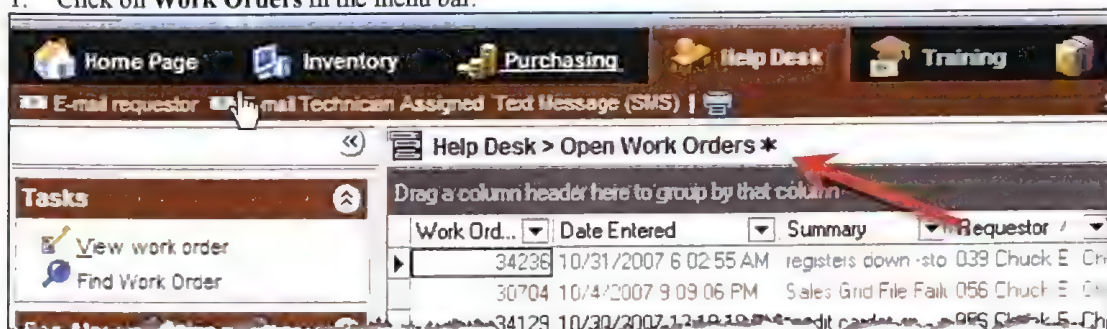 1. Click on Work Orders in the menu bar.
Home Page Inventory Purchasing Help Desk Training
E-mail requestor E-mail Technician Assigned Text Message (SMS) |
Help Desk > Open Work Orders *
Tasks
Drag a column header here to group by that column
Work Ord... Date Entered Summary Requestor /
View work order
34236 10/31/2007 6:02:55 AM registers down -sto 039 Chuck E
Find Work Order
30704 10/4/2007 9:09:06 PM Sales Grid File Fail 056 Chuck E
34129 10/30/2007